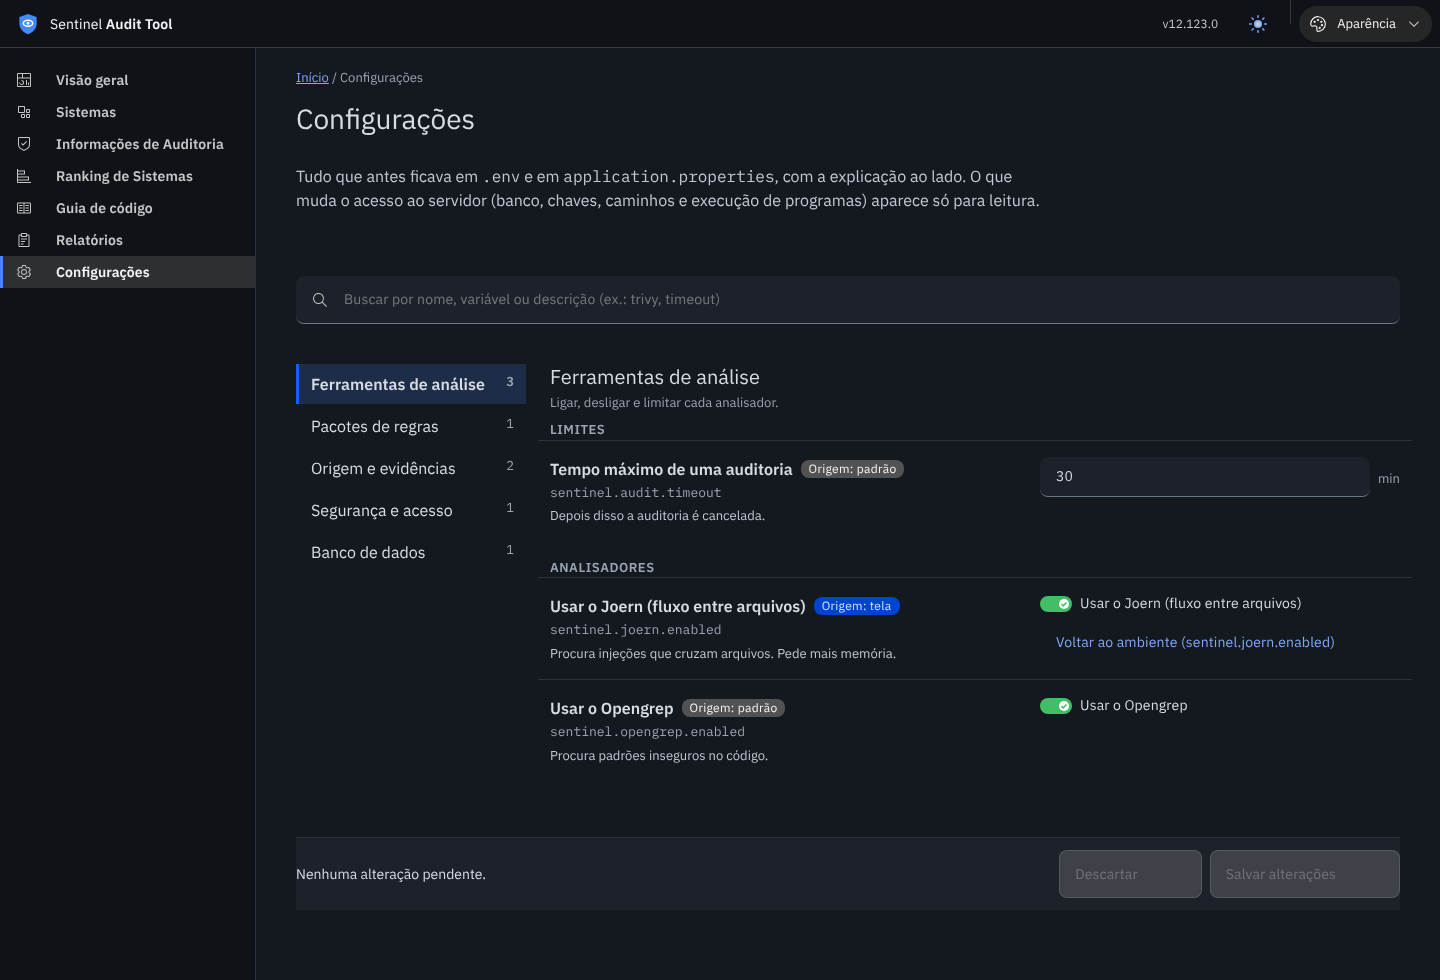 Sentinel Audit Tool
v12.123.0
Aparência
Visão geral
Sistemas
Informações de Auditoria
Ranking de Sistemas
Guia de código
Relatórios
Configurações
Início / Configurações
Configurações
Tudo que antes ficava em .env e em application.properties, com a explicação ao lado. O que
muda o acesso ao servidor (banco, chaves, caminhos e execução de programas) aparece só para leitura.
Buscar por nome, variável ou descrição (ex.: trivy, timeout)
Ferramentas de análise 3
Pacotes de regras 1
Origem e evidências 2
Segurança e acesso 1
Banco de dados 1
Ferramentas de análise
Ligar, desligar e limitar cada analisador.
LIMITES
Tempo máximo de uma auditoria Origem: padrão
sentinel.audit.timeout
Depois disso a auditoria é cancelada.
30 min
ANALISADORES
Usar o Joern (fluxo entre arquivos) Origem: tela
sentinel.joern.enabled
Procura injeções que cruzam arquivos. Pede mais memória.
Usar o Joern (fluxo entre arquivos)
Voltar ao ambiente (sentinel.joern.enabled)
Usar o Opengrep Origem: padrão
sentinel.opengrep.enabled
Procura padrões inseguros no código.
Usar o Opengrep
Nenhuma alteração pendente.
Descartar
Salvar alterações